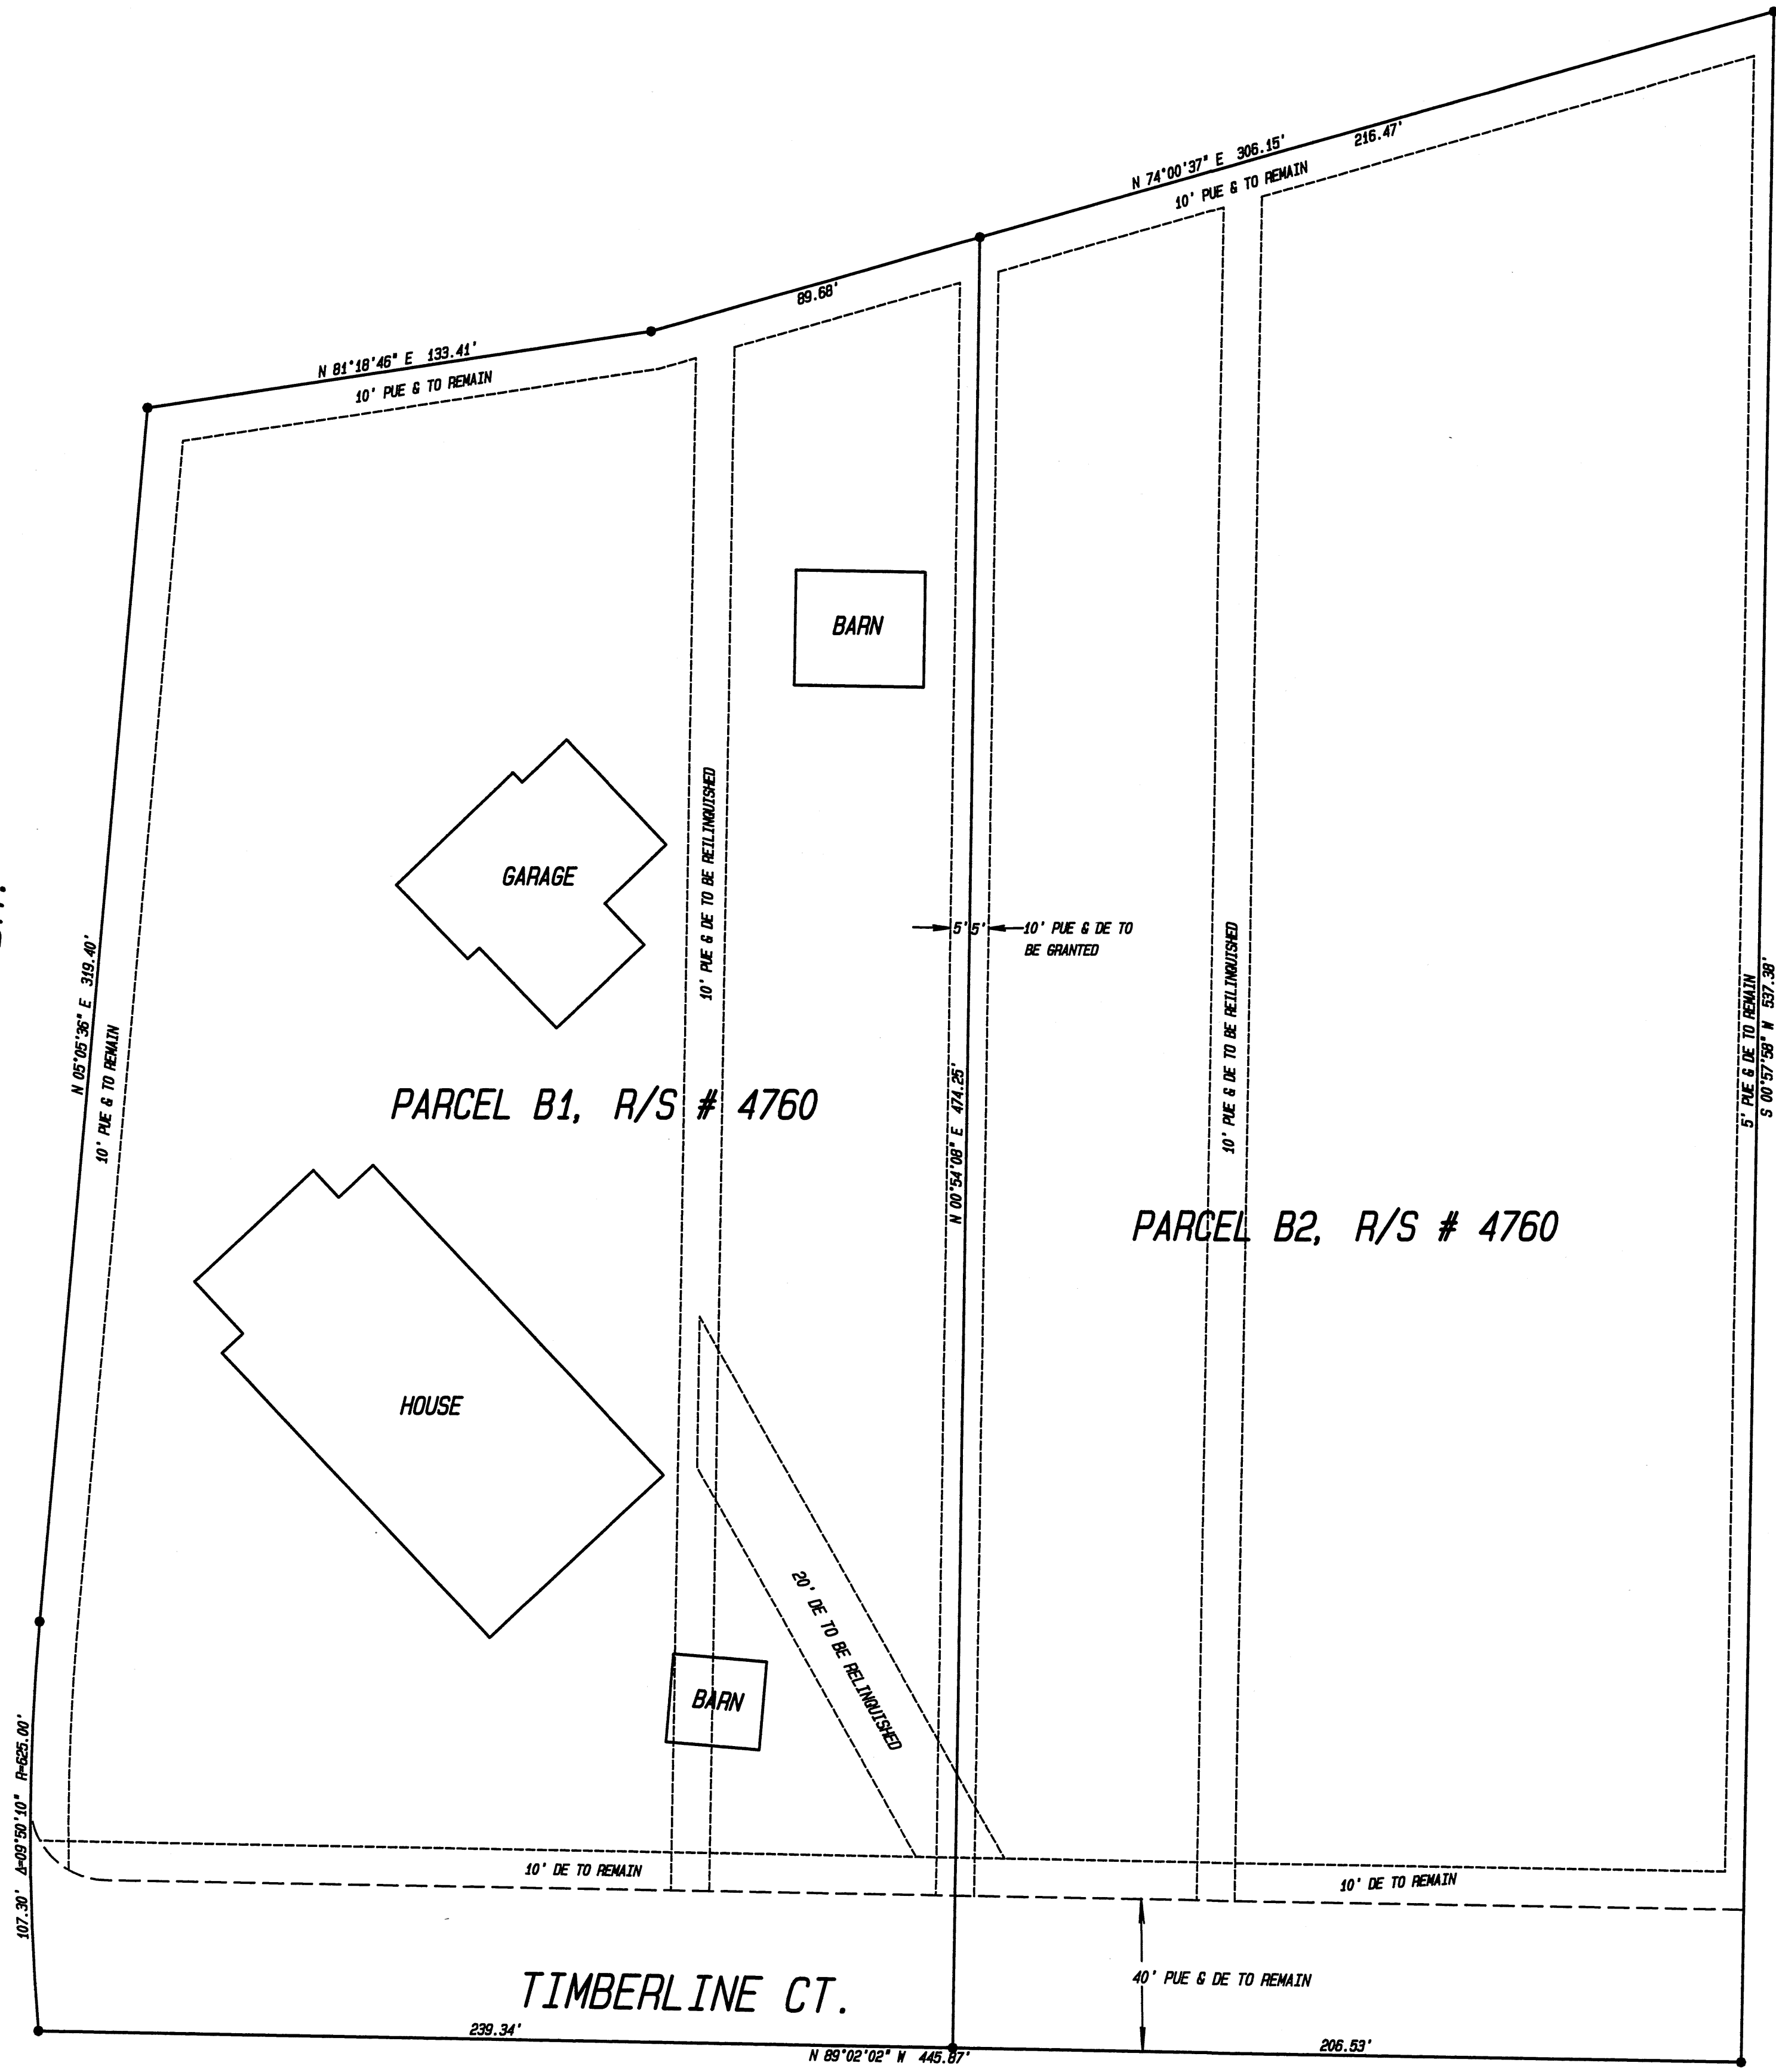 216.47'
N 74°00'37" E 306.15'
10' PUE & TO REMAIN
89.68'
N 81°18'46" E 133.41'
10' PUE & TO REMAIN
BARN
GARAGE
10' PUE & DE TO BE REILINQUISHED
5' 5'
10' PUE & DE TO
BE GRANTED
10' PUE & DE TO BE REILINQUISHED
N 05°05'36" E 319.40'
10' PUE & TO REMAIN
5' PUE & DE TO REMAIN
S 00°57'58" W 537.38'
PARCEL B1, R/S # 4760
N 00°54'08" E 474.25'
PARCEL B2, R/S # 4760
HOUSE
20' DE TO BE RELINQUISHED
BARN
107.30' Δ=09°50'10" R=625.00'
10' DE TO REMAIN
10' DE TO REMAIN
40' PUE & DE TO REMAIN
TIMBERLINE CT.
239.34'
206.53'
N 89°02'02" W 445.87'